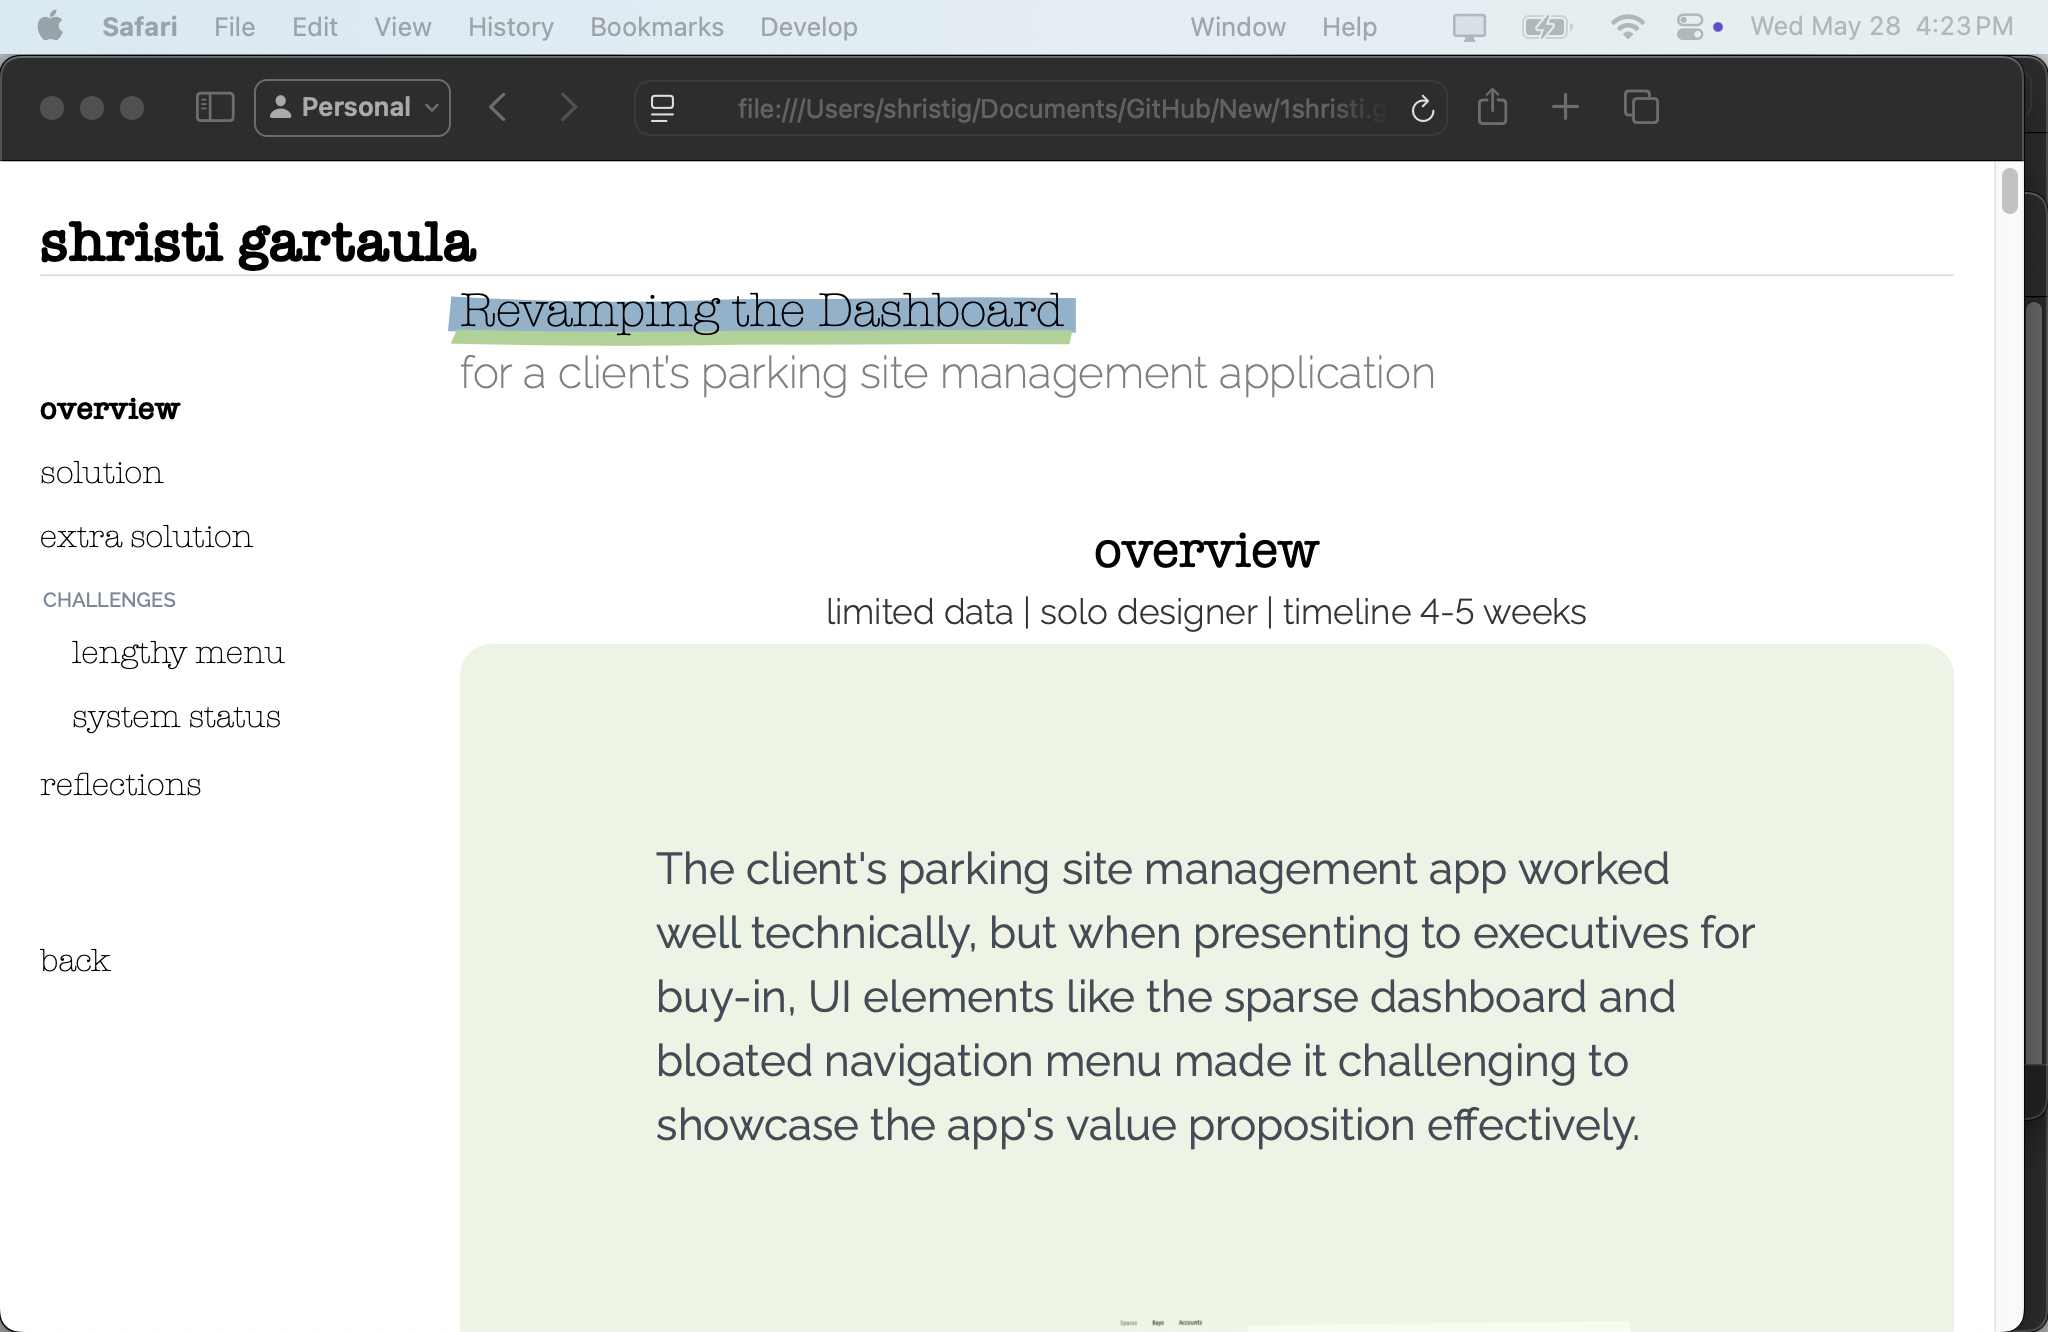 Safari File Edit View History Bookmarks Develop Window Help Wed May 28 4:23 PM
Personal file:///Users/shristig/Documents/GitHub/New/1shristi.g
shristi gartaula
Revamping the Dashboard
for a client's parking site management application
overview
solution
extra solution
CHALLENGES
lengthy menu
system status
reflections
back
overview
limited data | solo designer | timeline 4-5 weeks
The client's parking site management app worked
well technically, but when presenting to executives for
buy-in, UI elements like the sparse dashboard and
bloated navigation menu made it challenging to
showcase the app's value proposition effectively.
Spaces Bays Accounts